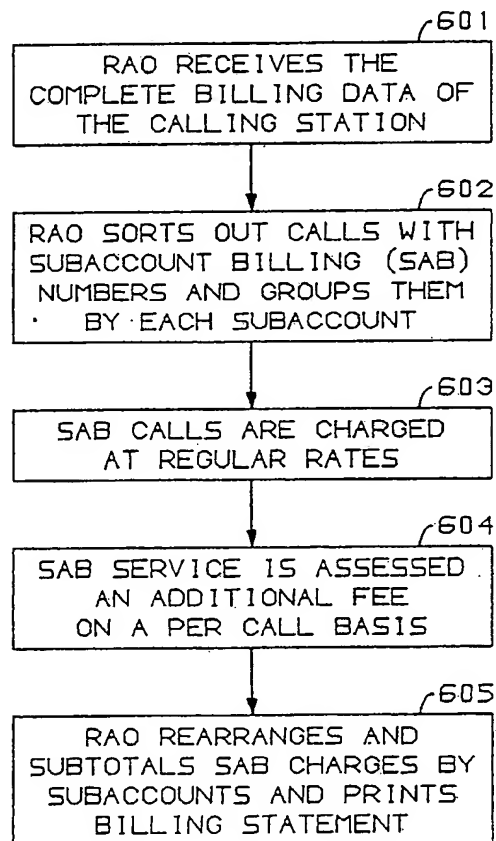 601
RAO RECEIVES THE
COMPLETE BILLING DATA OF
THE CALLING STATION
602
RAO SORTS OUT CALLS WITH
SUBACCOUNT BILLING (SAB)
NUMBERS AND GROUPS THEM
BY EACH SUBACCOUNT
603
SAB CALLS ARE CHARGED
AT REGULAR RATES
604
SAB SERVICE IS ASSESSED
AN ADDITIONAL FEE
ON A PER CALL BASIS
605
RAO REARRANGES AND
SUBTOTALS SAB CHARGES BY
SUBACCOUNTS AND PRINTS
BILLING STATEMENT